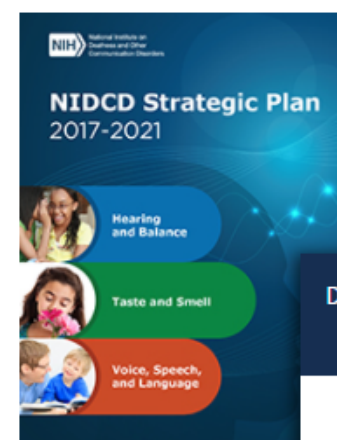 NIH
National Institute on
Deafness and Other
Communication Disorders
NIDCD Strategic Plan
2017-2021
Hearing
and Balance
Taste and Smell
Voice, Speech,
and Language
D